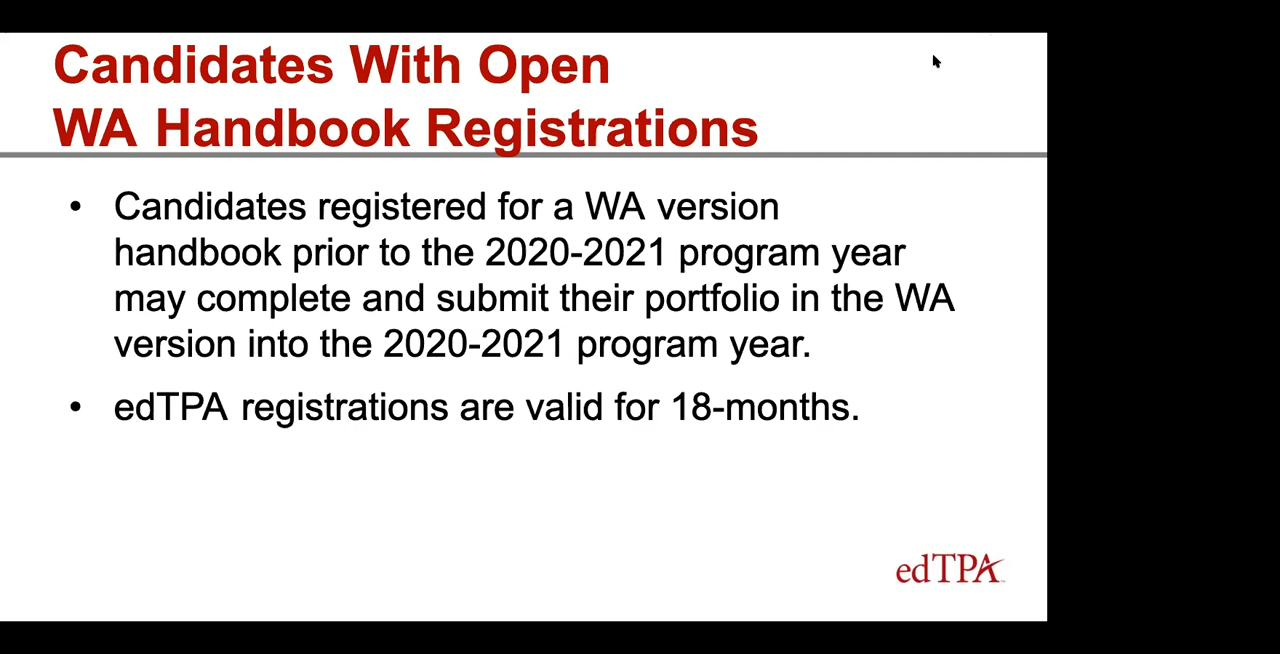 Candidates With Open
WA Handbook Registrations
• Candidates registered for a WA version
handbook prior to the 2020-2021 program year
may complete and submit their portfolio in the WA
version into the 2020-2021 program year.
• edTPA registrations are valid for 18-months.
edTPA